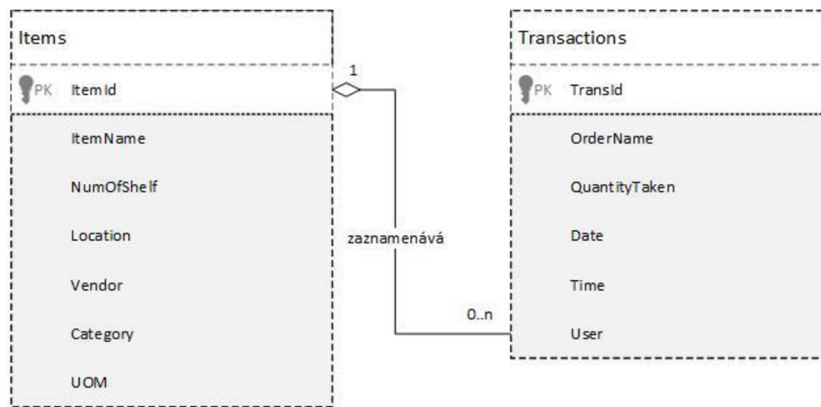 Items
PK ItemId
ItemName
NumOfShelf
Location
Vendor
Category
UOM
1
zaznamenává
0..n
Transactions
PK TransId
OrderName
QuantityTaken
Date
Time
User